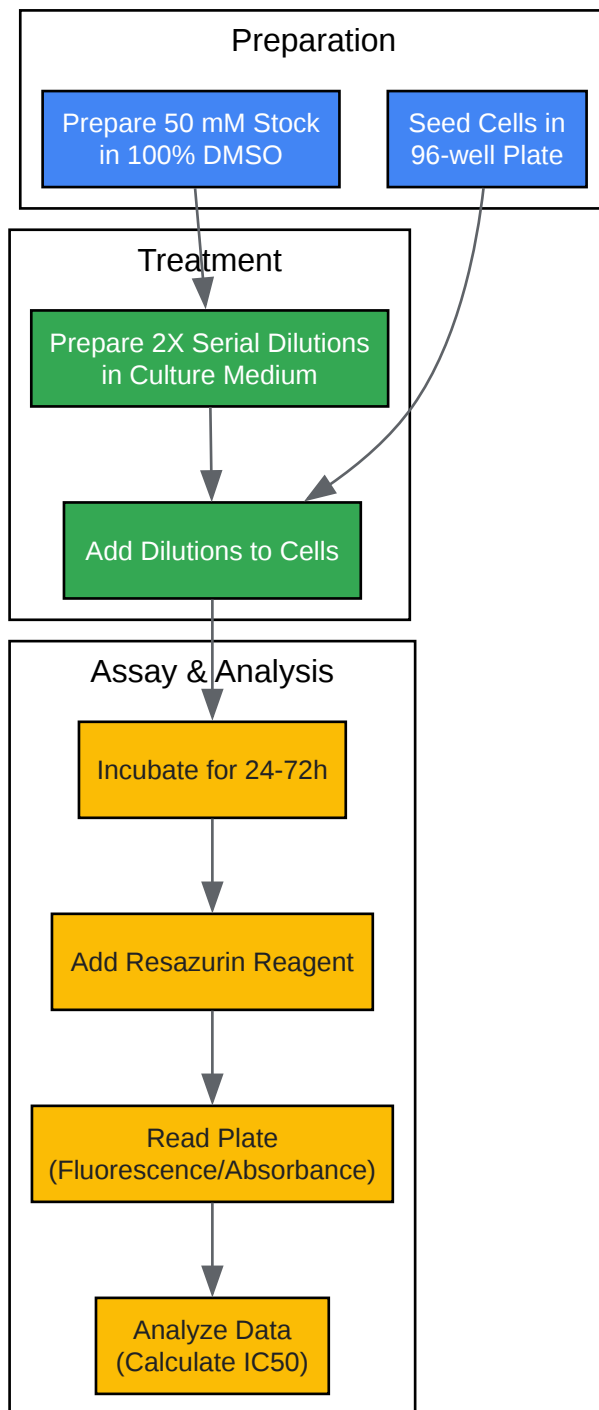 Preparation
Prepare 50 mM Stock
in 100% DMSO
Seed Cells in
96-well Plate
Treatment
Prepare 2X Serial Dilutions
in Culture Medium
Add Dilutions to Cells
Assay & Analysis
Incubate for 24-72h
Add Resazurin Reagent
Read Plate
(Fluorescence/Absorbance)
Analyze Data
(Calculate IC50)